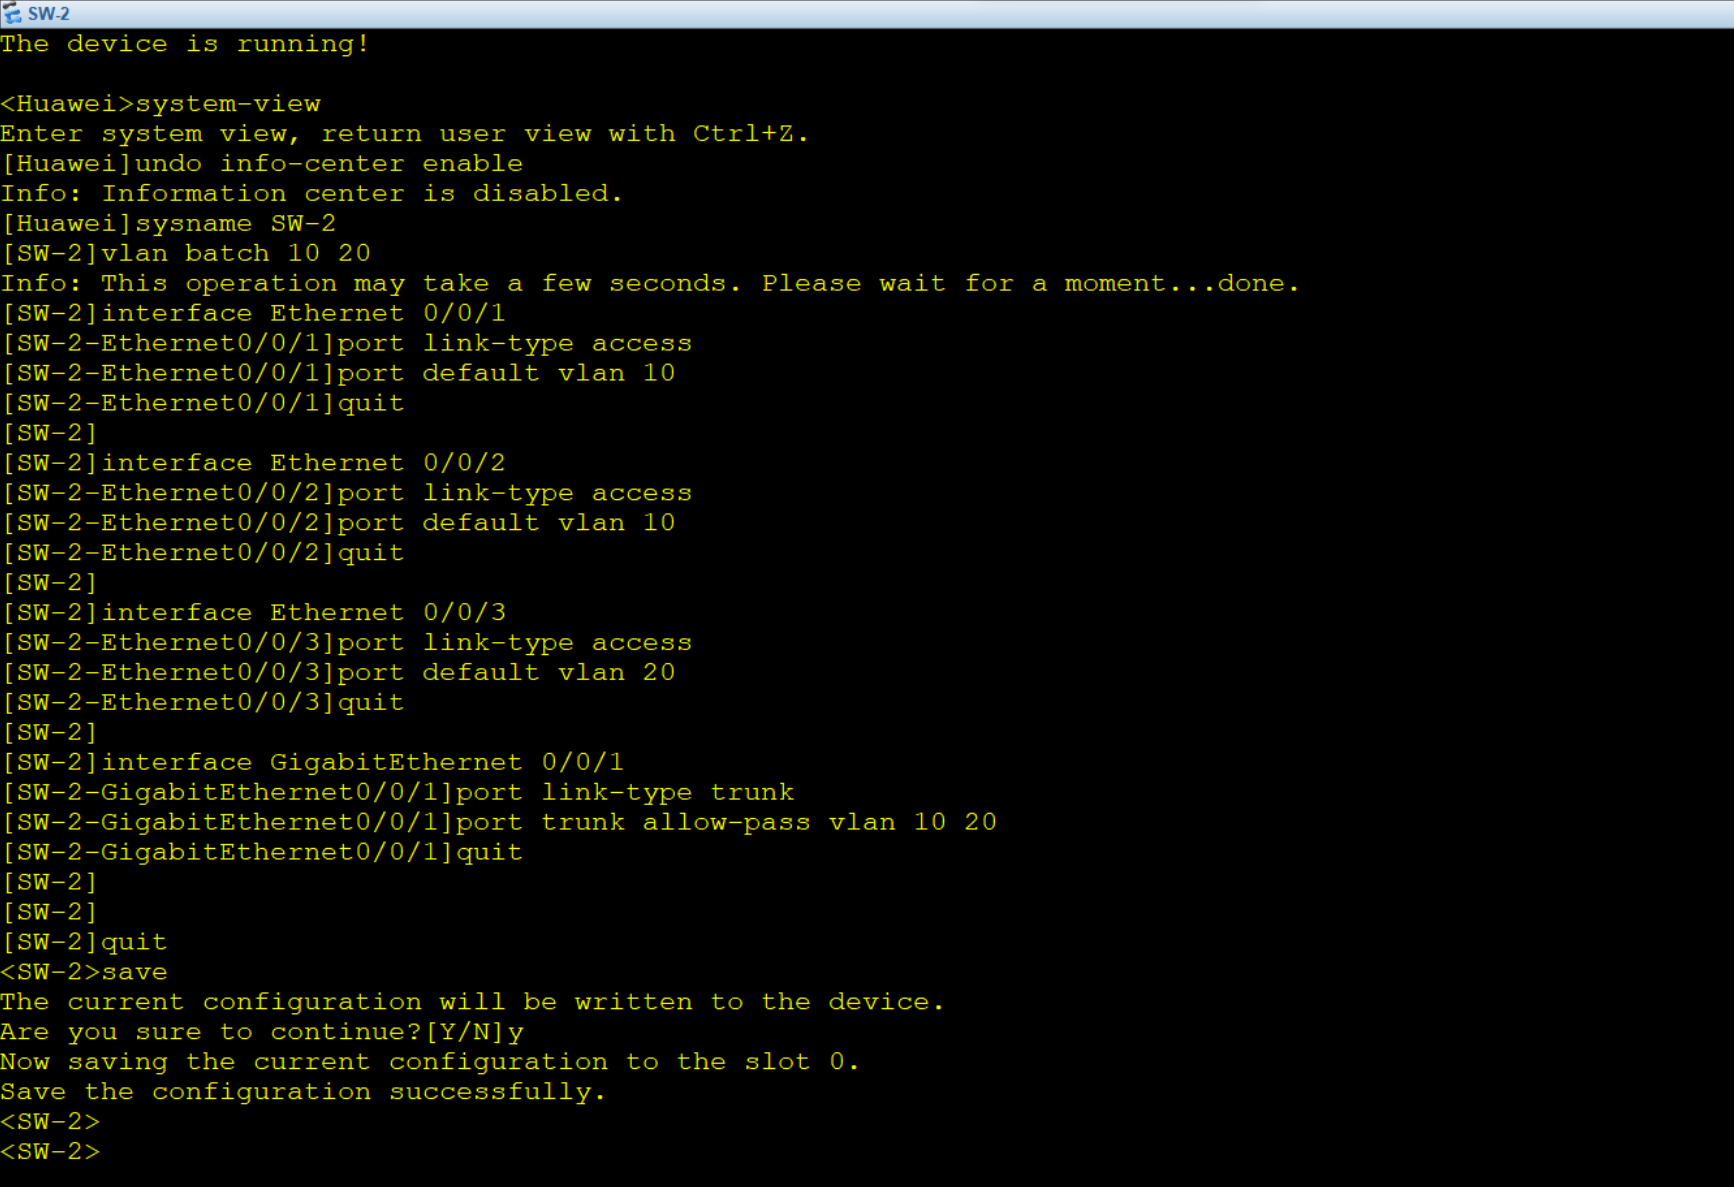 SW-2
The device is running!
<Huawei>system-view
Enter system view, return user view with Ctrl+Z.
[Huawei]undo info-center enable
Info: Information center is disabled.
[Huawei]sysname SW-2
[SW-2]vlan batch 10 20
Info: This operation may take a few seconds. Please wait for a moment...done.
[SW-2]interface Ethernet 0/0/1
[SW-2-Ethernet0/0/1]port link-type access
[SW-2-Ethernet0/0/1]port default vlan 10
[SW-2-Ethernet0/0/1]quit
[SW-2]
[SW-2]interface Ethernet 0/0/2
[SW-2-Ethernet0/0/2]port link-type access
[SW-2-Ethernet0/0/2]port default vlan 10
[SW-2-Ethernet0/0/2]quit
[SW-2]
[SW-2]interface Ethernet 0/0/3
[SW-2-Ethernet0/0/3]port link-type access
[SW-2-Ethernet0/0/3]port default vlan 20
[SW-2-Ethernet0/0/3]quit
[SW-2]
[SW-2]interface GigabitEthernet 0/0/1
[SW-2-GigabitEthernet0/0/1]port link-type trunk
[SW-2-GigabitEthernet0/0/1]port trunk allow-pass vlan 10 20
[SW-2-GigabitEthernet0/0/1]quit
[SW-2]
[SW-2]
[SW-2]quit
<SW-2>save
The current configuration will be written to the device.
Are you sure to continue?[Y/N]y
Now saving the current configuration to the slot 0.
Save the configuration successfully.
<SW-2>
<SW-2>